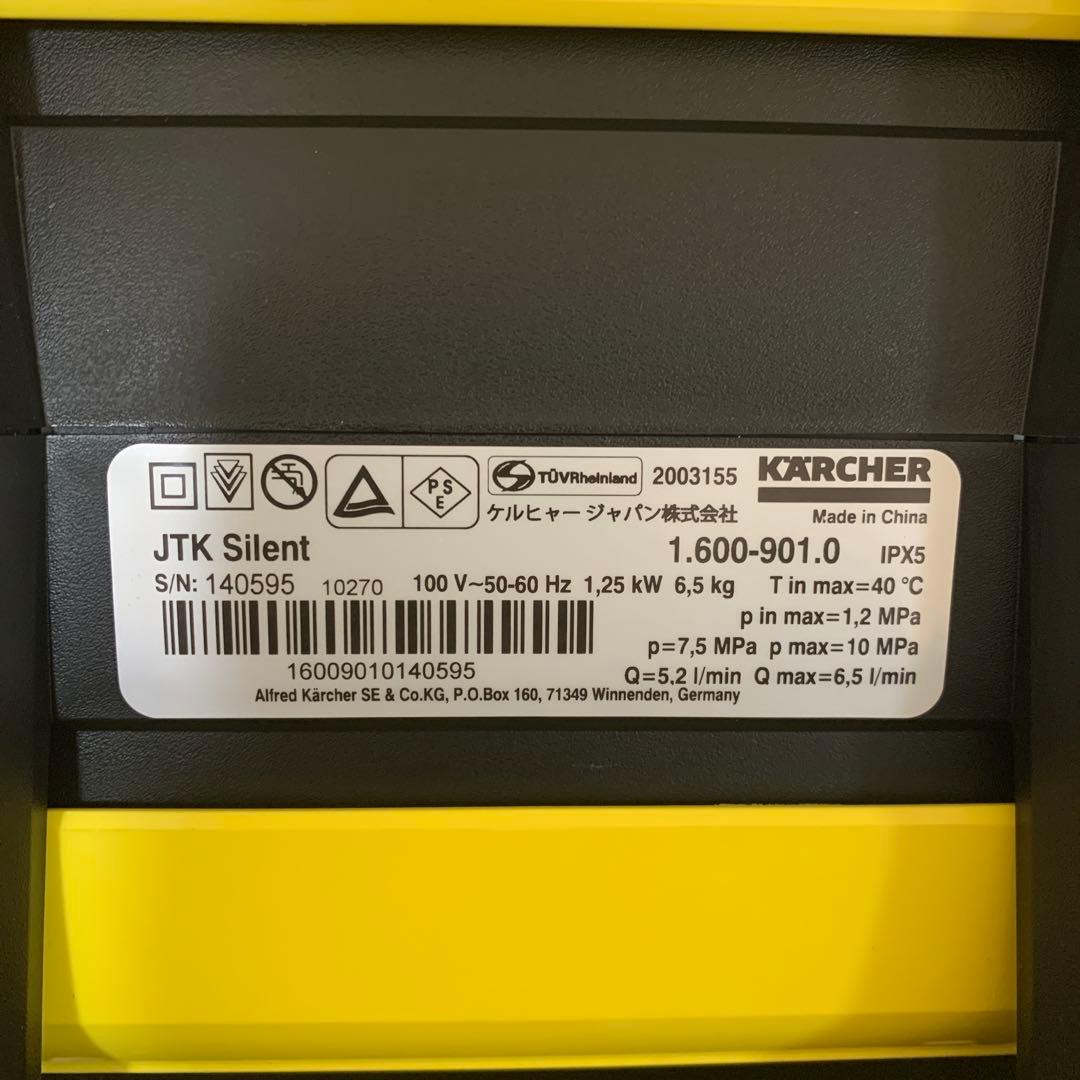 PS
E
TÜVRheinland 2003155 KÄRCHER
ケルヒャー ジャパン株式会社 Made in China
JTK Silent 1.600-901.0 IPX5
S/N: 140595 10270 100 V~50-60 Hz 1,25 kW 6,5 kg T in max=40 °C
p in max=1,2 MPa
p=7,5 MPa p max=10 MPa
16009010140595 Q=5,2 l/min Q max=6,5 l/min
Alfred Kärcher SE & Co.KG, P.O.Box 160, 71349 Winnenden, Germany